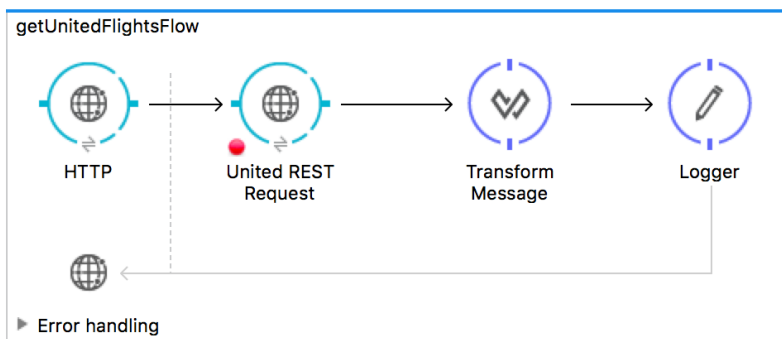 getUnitedFlightsFlow
HTTP
United REST
Request
Transform
Message
Logger
Error handling